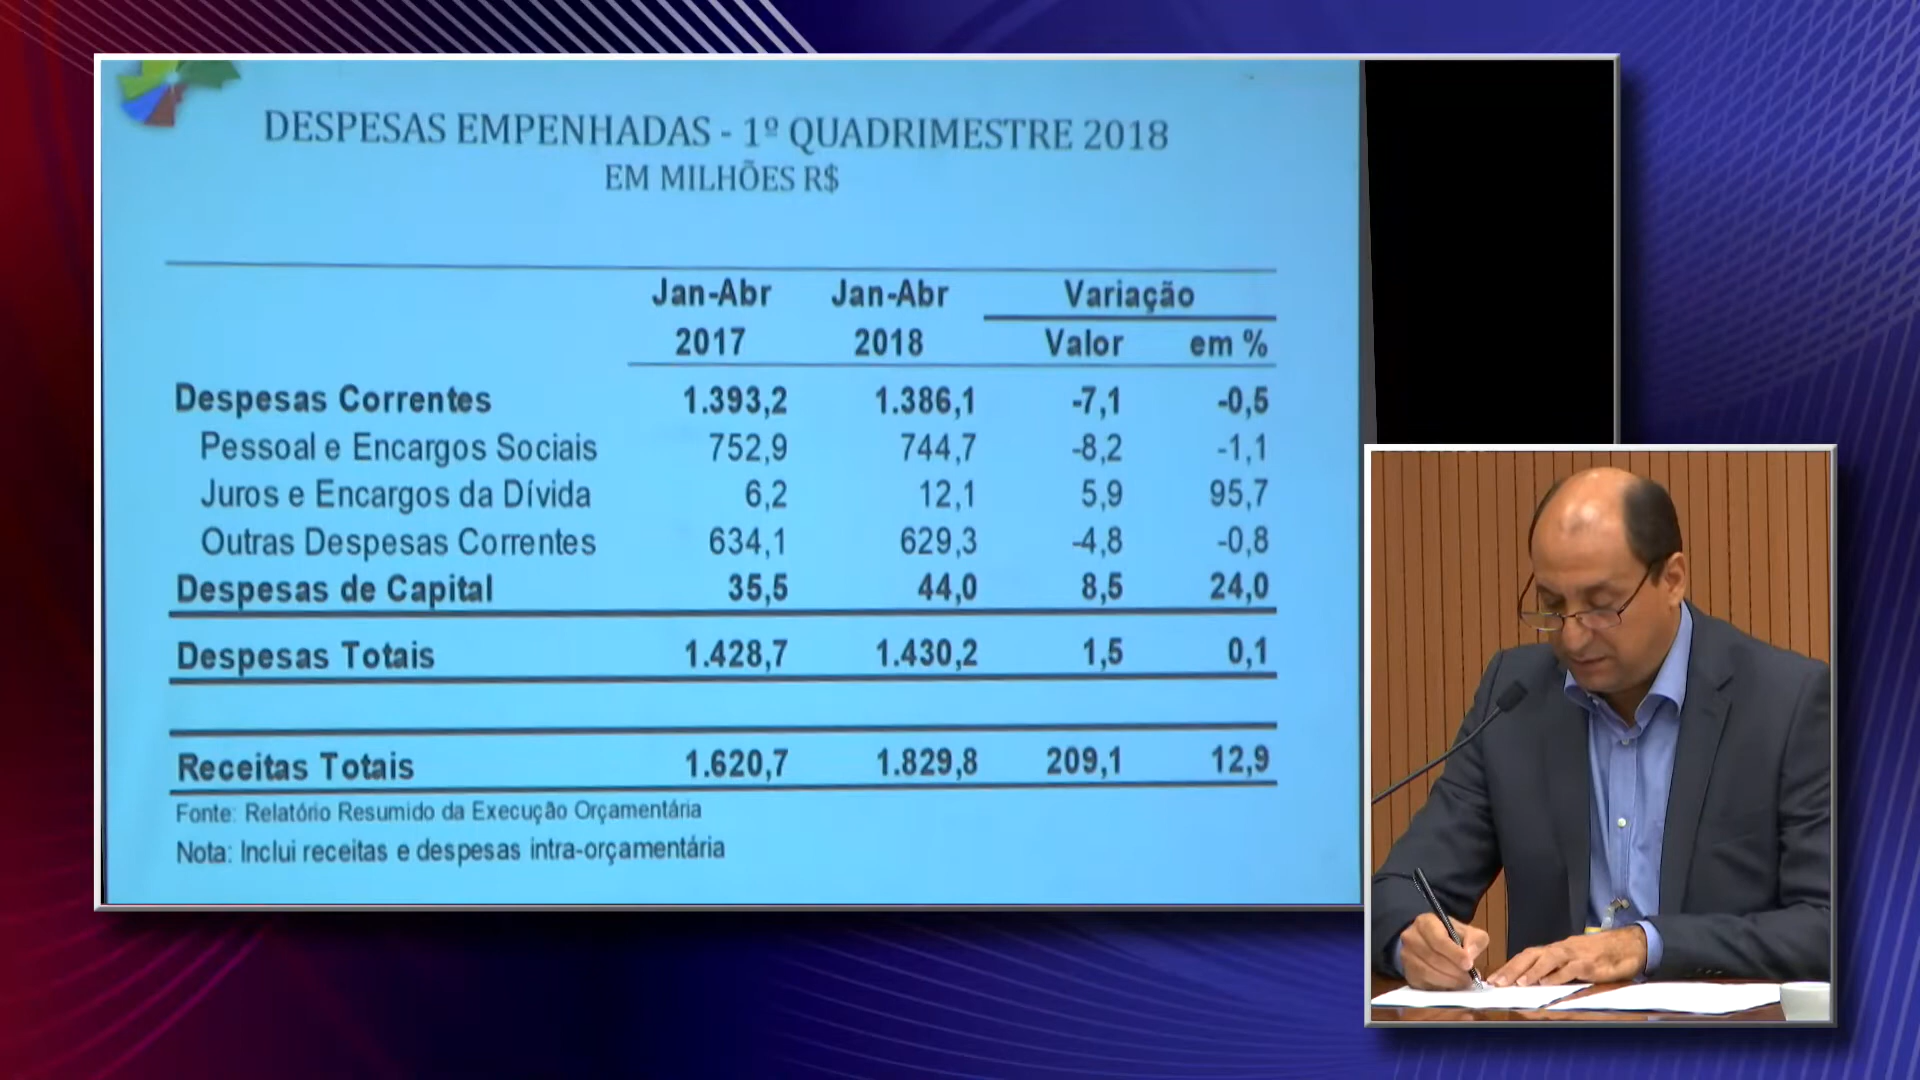 DESPESAS EMPENHADAS - 1º QUADRIMESTRE 2018
EM MILHÕES R$
Jan-Abr Jan-Abr Variação
2017 2018 Valor em %
Despesas Correntes 1.393,2 1.386,1 -7,1 -0,5
Pessoal e Encargos Sociais 752,9 744,7 -8,2 -1,1
Juros e Encargos da Dívida 6,2 12,1 5,9 95,7
Outras Despesas Correntes 634,1 629,3 -4,8 -0,8
Despesas de Capital 35,5 44,0 8,5 24,0
Despesas Totais 1.428,7 1.430,2 1,5 0,1
Receitas Totais 1.620,7 1.829,8 209,1 12,9
Fonte: Relatório Resumido da Execução Orçamentária
Nota: Inclui receitas e despesas intra-orçamentária